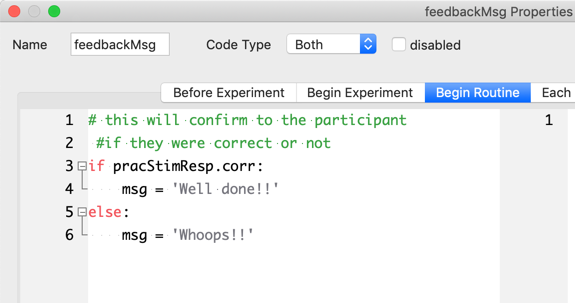 feedbackMsg Properties
Name feedbackMsg Code Type Both disabled
Before Experiment Begin Experiment Begin Routine Each
1 # this will confirm to the participant 1
2 #if they were correct or not
3 if pracStimResp.corr:
4 msg = 'Well done!!'
5 else:
6 msg = 'Whoops!!'